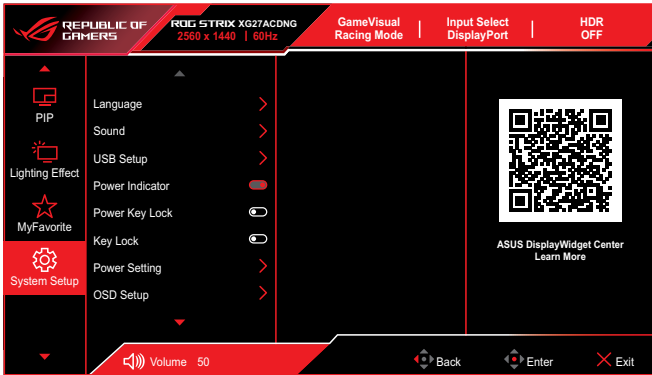 REPUBLIC OF
GAMERS
ROG STRIX XG27ACDNG
2560 x 1440 | 60Hz
GameVisual
Racing Mode
Input Select
DisplayPort
HDR
OFF
PIP
Lighting Effect
MyFavorite
System Setup
Language
Sound
USB Setup
Power Indicator
Power Key Lock
Key Lock
Power Setting
OSD Setup
ASUS DisplayWidget Center
Learn More
Volume 50
Back
Enter
Exit